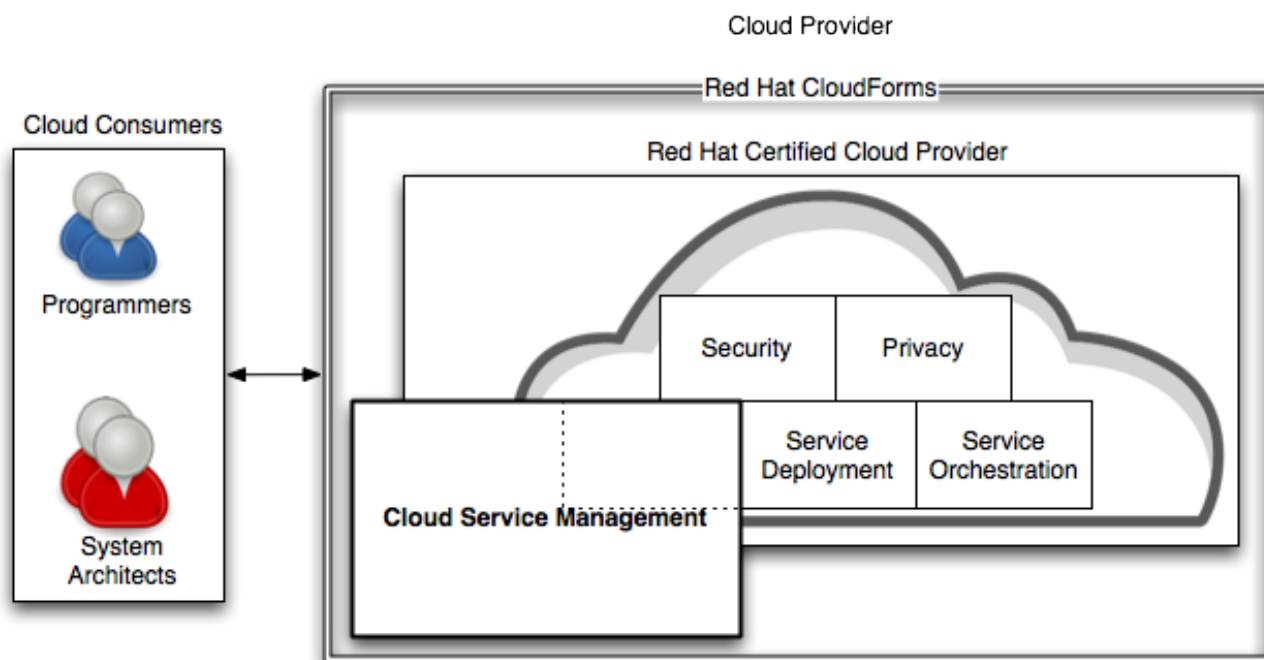 Cloud Provider
Red Hat CloudForms
Cloud Consumers
Red Hat Certified Cloud Provider
Programmers
System
Architects
Security
Privacy
Service
Deployment
Service
Orchestration
Cloud Service Management